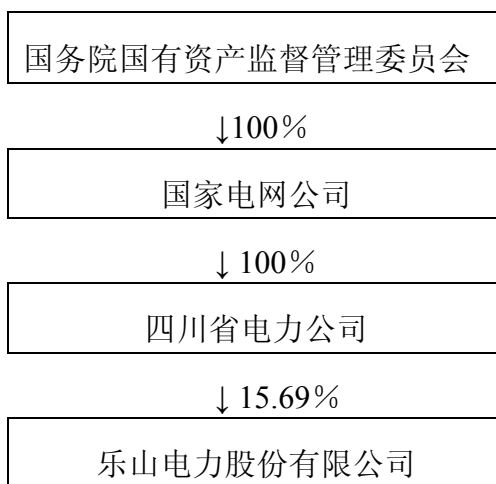 国务院国有资产监督管理委员会
↓100％
国家电网公司
↓ 100％
四川省电力公司
↓ 15.69％
乐山电力股份有限公司